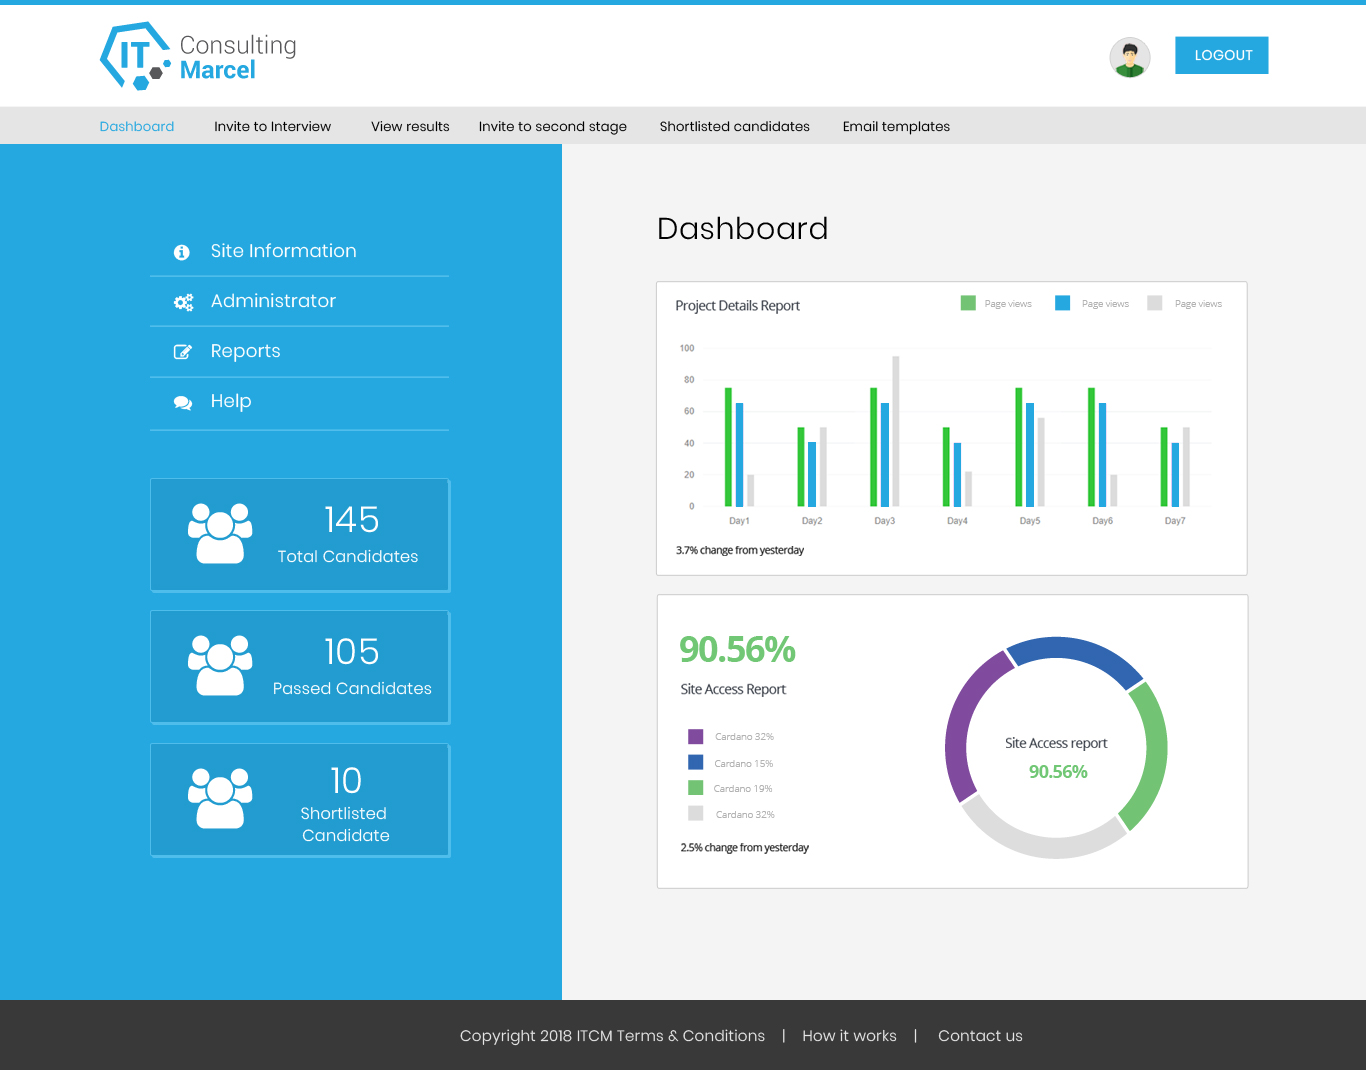 IT Consulting
Marcel
LOGOUT
Dashboard Invite to Interview View results Invite to second stage Shortlisted candidates Email templates
Site Information
Administrator
Reports
Help
145
Total Candidates
105
Passed Candidates
10
Shortlisted
Candidate
Dashboard
Project Details Report Page views Page views Page views
100
80
60
40
20
0
Day1 Day2 Day3 Day4 Day5 Day6 Day7
3.7% change from yesterday
90.56%
Site Access Report
Cardano 32%
Cardano 15%
Cardano 19%
Cardano 32%
2.5% change from yesterday
Site Access report
90.56%
Copyright 2018 ITCM Terms & Conditions | How it works | Contact us